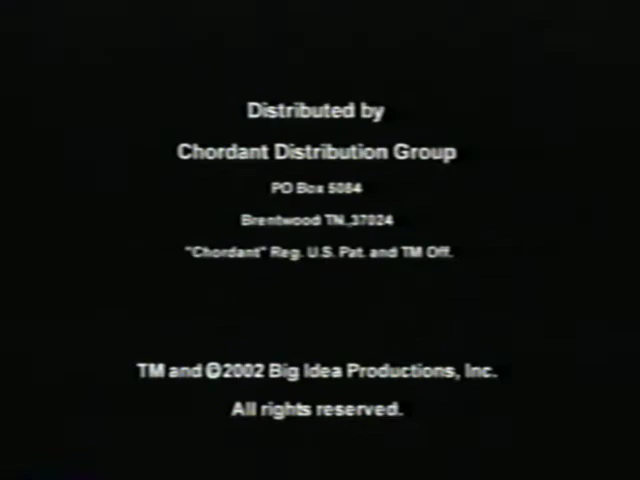 Distributed by
Chordant Distribution Group
PO Box 5084
Brentwood TN.,37024
"Chordant" Reg. U.S. Pat. and TM Off.
TM and ©2002 Big Idea Productions, Inc.
All rights reserved.